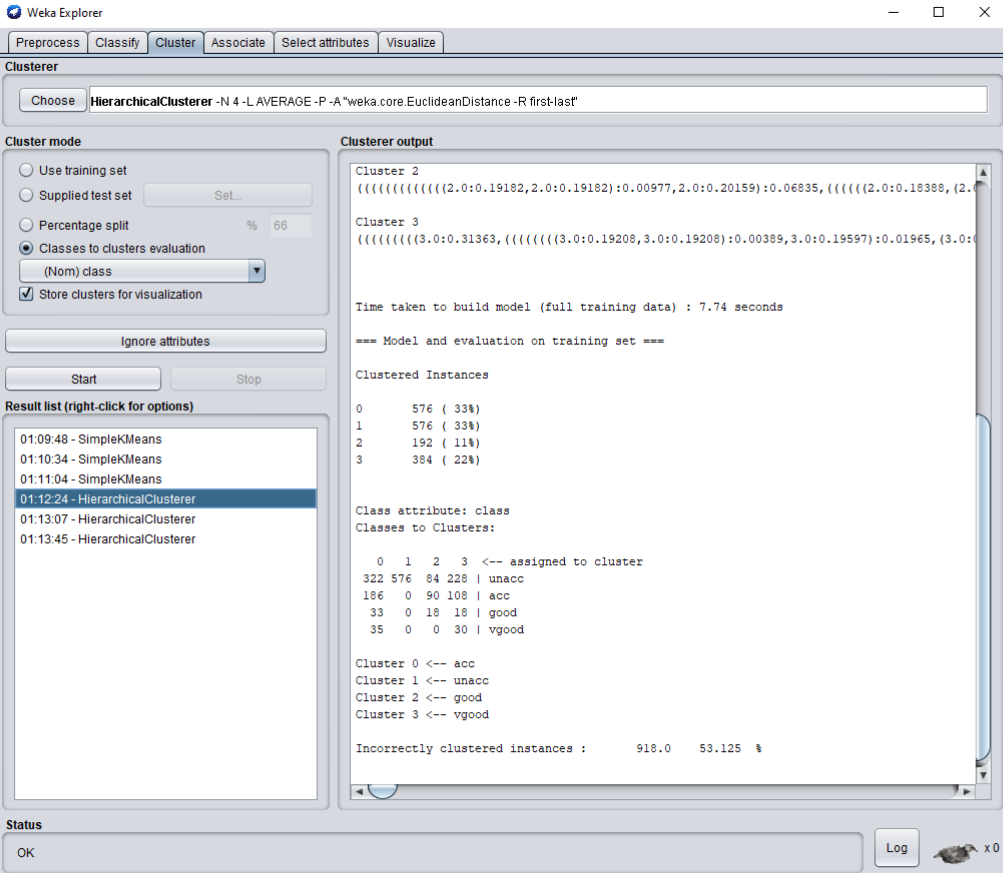 Weka Explorer
Preprocess Classify Cluster Associate Select attributes Visualize
Clusterer
Choose HierarchicalClusterer -N 4 -L AVERAGE -P -A "weka.core.EuclideanDistance -R first-last"
Cluster mode
Use training set
Supplied test set Set...
Percentage split % 66
Classes to clusters evaluation
(Nom) class
Store clusters for visualization
Ignore attributes
Start Stop
Result list (right-click for options)
01:09:48 - SimpleKMeans
01:10:34 - SimpleKMeans
01:11:04 - SimpleKMeans
01:12:24 - HierarchicalClusterer
01:13:07 - HierarchicalClusterer
01:13:45 - HierarchicalClusterer
Clusterer output
Cluster 2
((((((((((((((2.0:0.19182,2.0:0.19182):0.00977,2.0:0.20159):0.06835,((((((2.0:0.18388,(2.0
Cluster 3
(((((((((3.0:0.31363,((((((((3.0:0.19208,3.0:0.19208):0.00389,3.0:0.19597):0.01965,(3.0:0
Time taken to build model (full training data) : 7.74 seconds
=== Model and evaluation on training set ===
Clustered Instances
0 576 ( 33%)
1 576 ( 33%)
2 192 ( 11%)
3 384 ( 22%)
Class attribute: class
Classes to Clusters:
0 1 2 3 <-- assigned to cluster
322 576 84 228 | unacc
186 0 90 108 | acc
33 0 18 18 | good
35 0 0 30 | vgood
Cluster 0 <-- acc
Cluster 1 <-- unacc
Cluster 2 <-- good
Cluster 3 <-- vgood
Incorrectly clustered instances : 918.0 53.125 %
Status
OK
Log
x 0